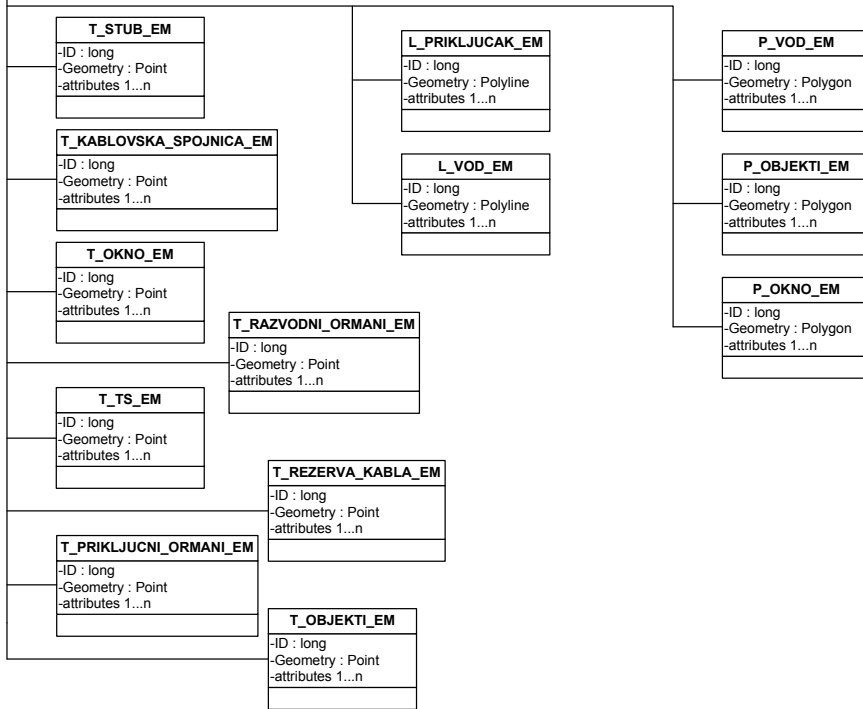 T_STUB_EM
-ID : long
-Geometry : Point
-attributes 1...n
T_KABLOVSKA_SPOJNICA_EM
-ID : long
-Geometry : Point
-attributes 1...n
T_OKNO_EM
-ID : long
-Geometry : Point
-attributes 1...n
T_RAZVODNI_ORMANI_EM
-ID : long
-Geometry : Point
-attributes 1...n
T_TS_EM
-ID : long
-Geometry : Point
-attributes 1...n
T_REZERVA_KABLA_EM
-ID : long
-Geometry : Point
-attributes 1...n
T_PRIKLJUCNI_ORMANI_EM
-ID : long
-Geometry : Point
-attributes 1...n
T_OBJEKTI_EM
-ID : long
-Geometry : Point
-attributes 1...n
L_PRIKLJUCAK_EM
-ID : long
-Geometry : Polyline
-attributes 1...n
L_VOD_EM
-ID : long
-Geometry : Polyline
-attributes 1...n
P_VOD_EM
-ID : long
-Geometry : Polygon
-attributes 1...n
P_OBJEKTI_EM
-ID : long
-Geometry : Polygon
-attributes 1...n
P_OKNO_EM
-ID : long
-Geometry : Polygon
-attributes 1...n